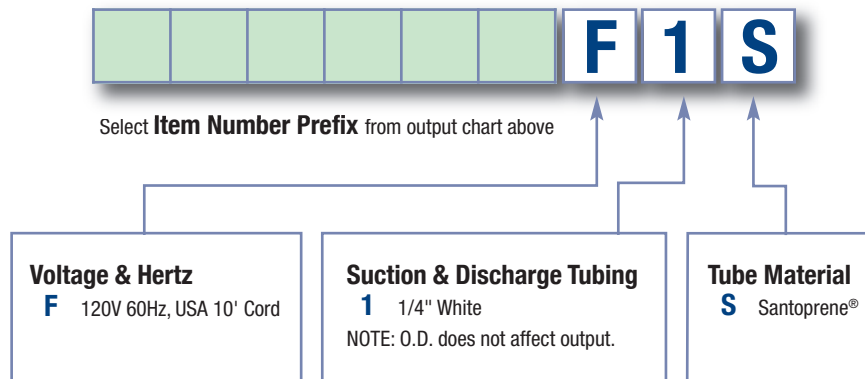 F 1 S
Select Item Number Prefix from output chart above
Voltage & Hertz
F 120V 60Hz, USA 10' Cord
Suction & Discharge Tubing
1 1/4" White
NOTE: O.D. does not affect output.
Tube Material
S Santoprene®